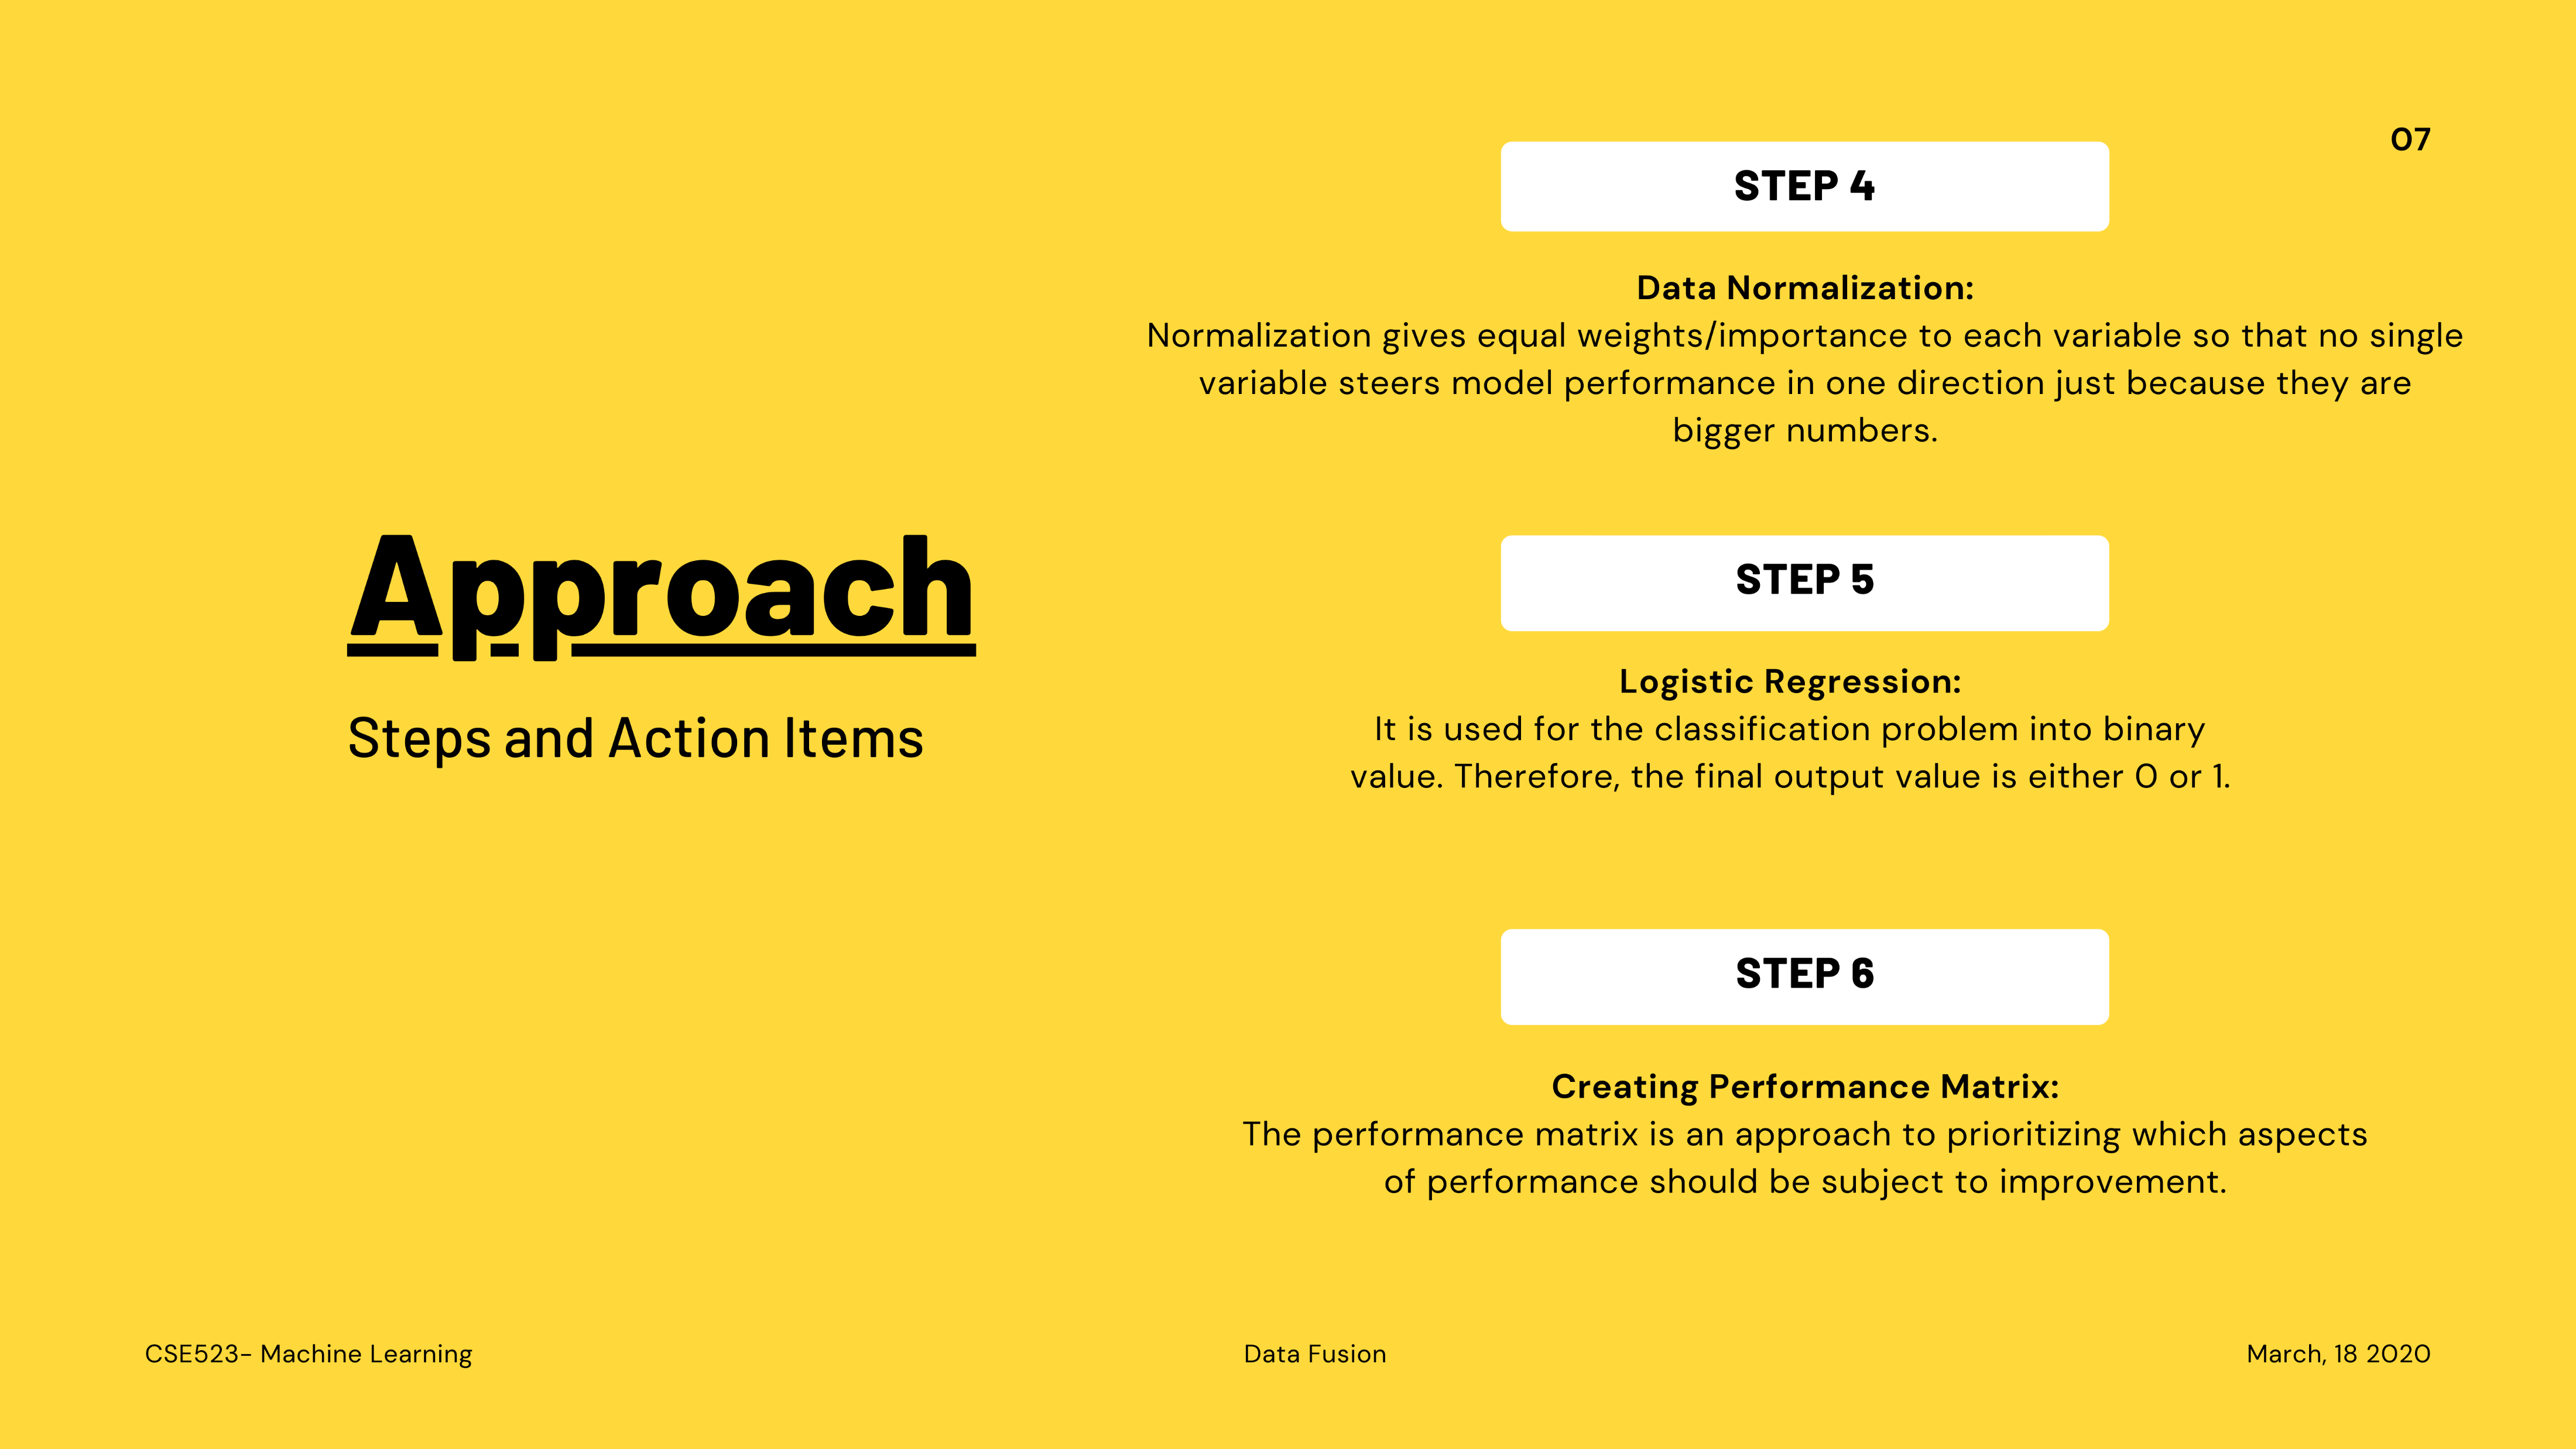 07
Approach
Steps and Action Items
STEP 4
Data Normalization:
Normalization gives equal weights/importance to each variable so that no single
variable steers model performance in one direction just because they are
bigger numbers.
STEP 5
Logistic Regression:
It is used for the classification problem into binary
value. Therefore, the final output value is either 0 or 1.
STEP 6
Creating Performance Matrix:
The performance matrix is an approach to prioritizing which aspects
of performance should be subject to improvement.
CSE523- Machine Learning
Data Fusion
March, 18 2020